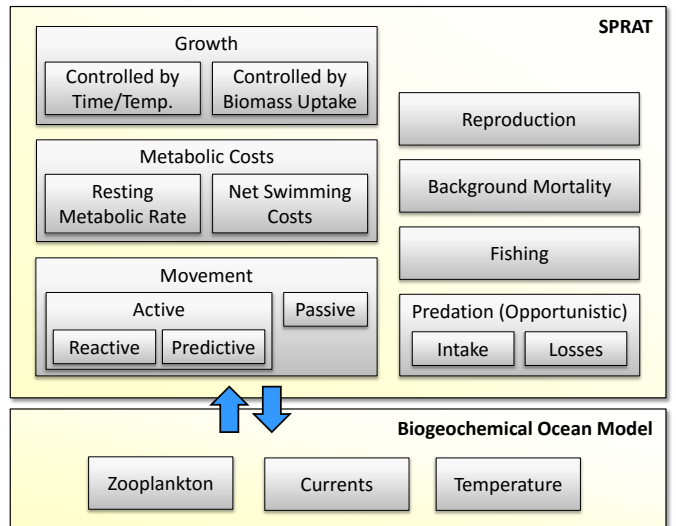 SPRAT
Growth
Controlled by
Time/Temp.
Controlled by
Biomass Uptake
Metabolic Costs
Resting
Metabolic Rate
Net Swimming
Costs
Movement
Active
Reactive
Predictive
Passive
Reproduction
Background Mortality
Fishing
Predation (Opportunistic)
Intake
Losses
Biogeochemical Ocean Model
Zooplankton
Currents
Temperature